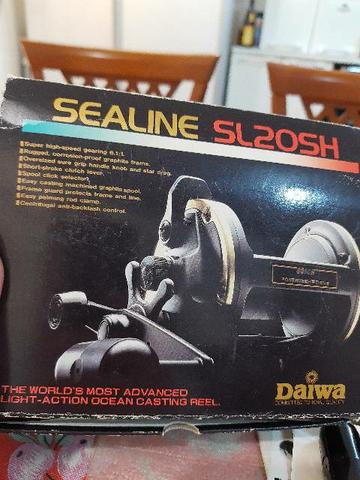 SEALINE SL20SH
Super high-speed gearing 6.1:1.
Rugged, corrosion-proof graphite frame.
Oversized sure grip handle knob and star drag.
Short-stroke clutch lever.
Spool click selector.
Easy casting machined graphite spool.
Frame guard protects frame and line.
Easy palming rod clamp.
Centrifugal anti-backlash control.
THE WORLD'S MOST ADVANCED
LIGHT-ACTION OCEAN CASTING REEL.
Daiwa